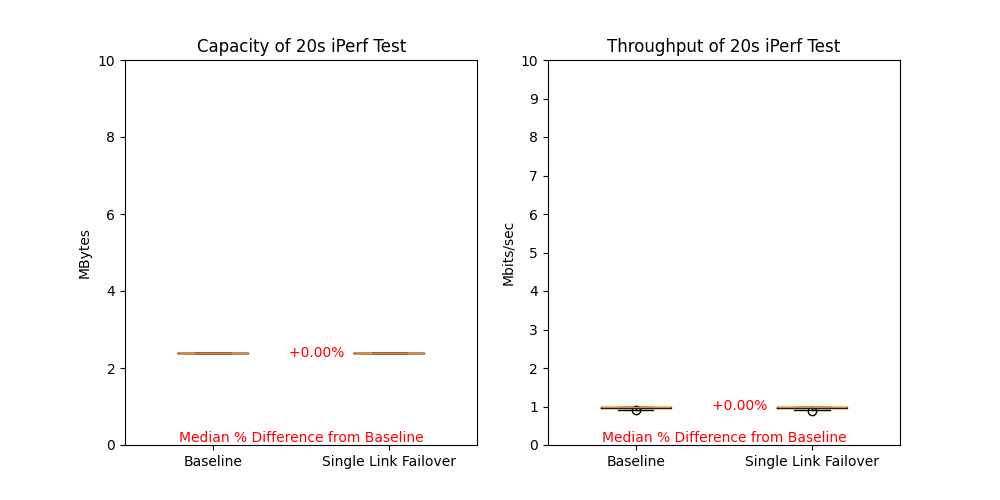 Capacity of 20s iPerf Test
10
8
6
4
2
0
MBytes
+0.00%
Median % Difference from Baseline
Baseline
Single Link Failover
Throughput of 20s iPerf Test
10
9
8
7
6
5
4
3
2
1
0
Mbits/sec
+0.00%
Median % Difference from Baseline
Baseline
Single Link Failover